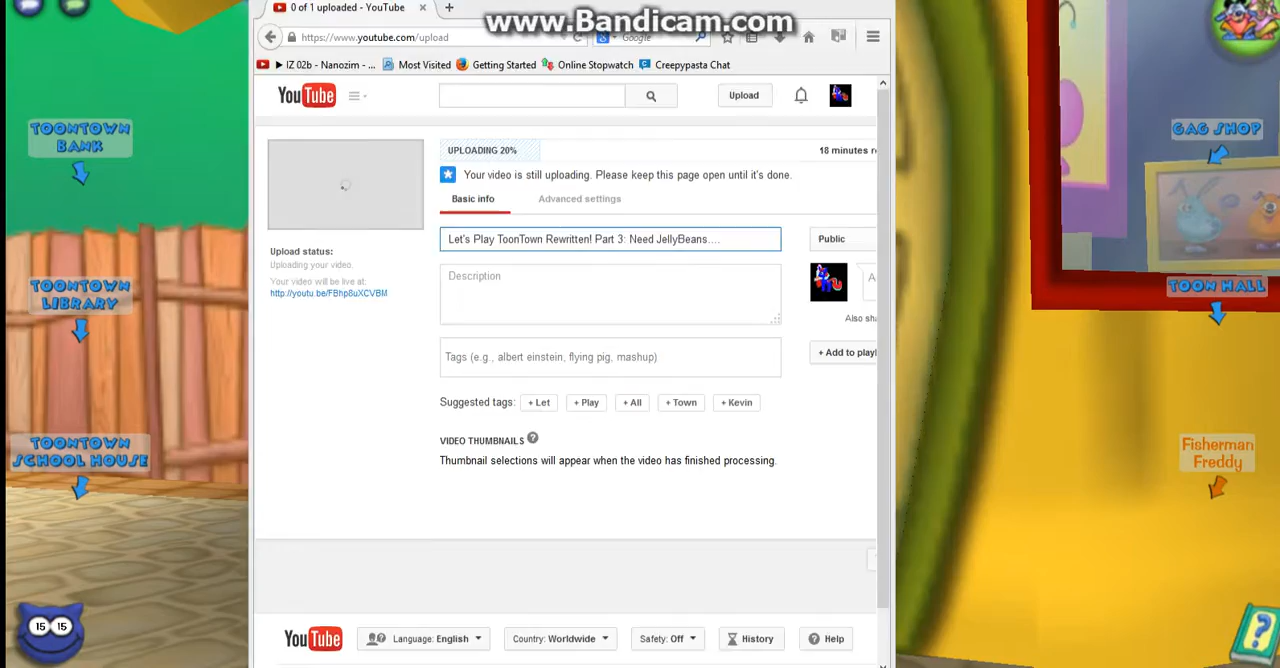 www.Bandicam.com
0 of 1 uploaded - YouTube
https://www.youtube.com/upload
Google
IZ 02b - Nanozim - ... Most Visited Getting Started Online Stopwatch Creepypasta Chat
YouTube Upload
TOONTOWN
BANK
GAG SHOP
UPLOADING 20% 18 minutes
Your video is still uploading. Please keep this page open until it's done.
Basic info Advanced settings
Let's Play ToonTown Rewritten! Part 3: Need JellyBeans.... Public
Upload status:
Uploading your video.
Your video will be live at:
http://youtu.be/FBhp8uXCVBM
Description
Also sha
TOONTOWN
LIBRARY
TOON HALL
Tags (e.g., albert einstein, flying pig, mashup) + Add to playl
Suggested tags: + Let + Play + All + Town + Kevin
VIDEO THUMBNAILS ?
Thumbnail selections will appear when the video has finished processing.
TOONTOWN
SCHOOL HOUSE
Fisherman
Freddy
15 15
YouTube Language: English Country: Worldwide Safety: Off History Help
?